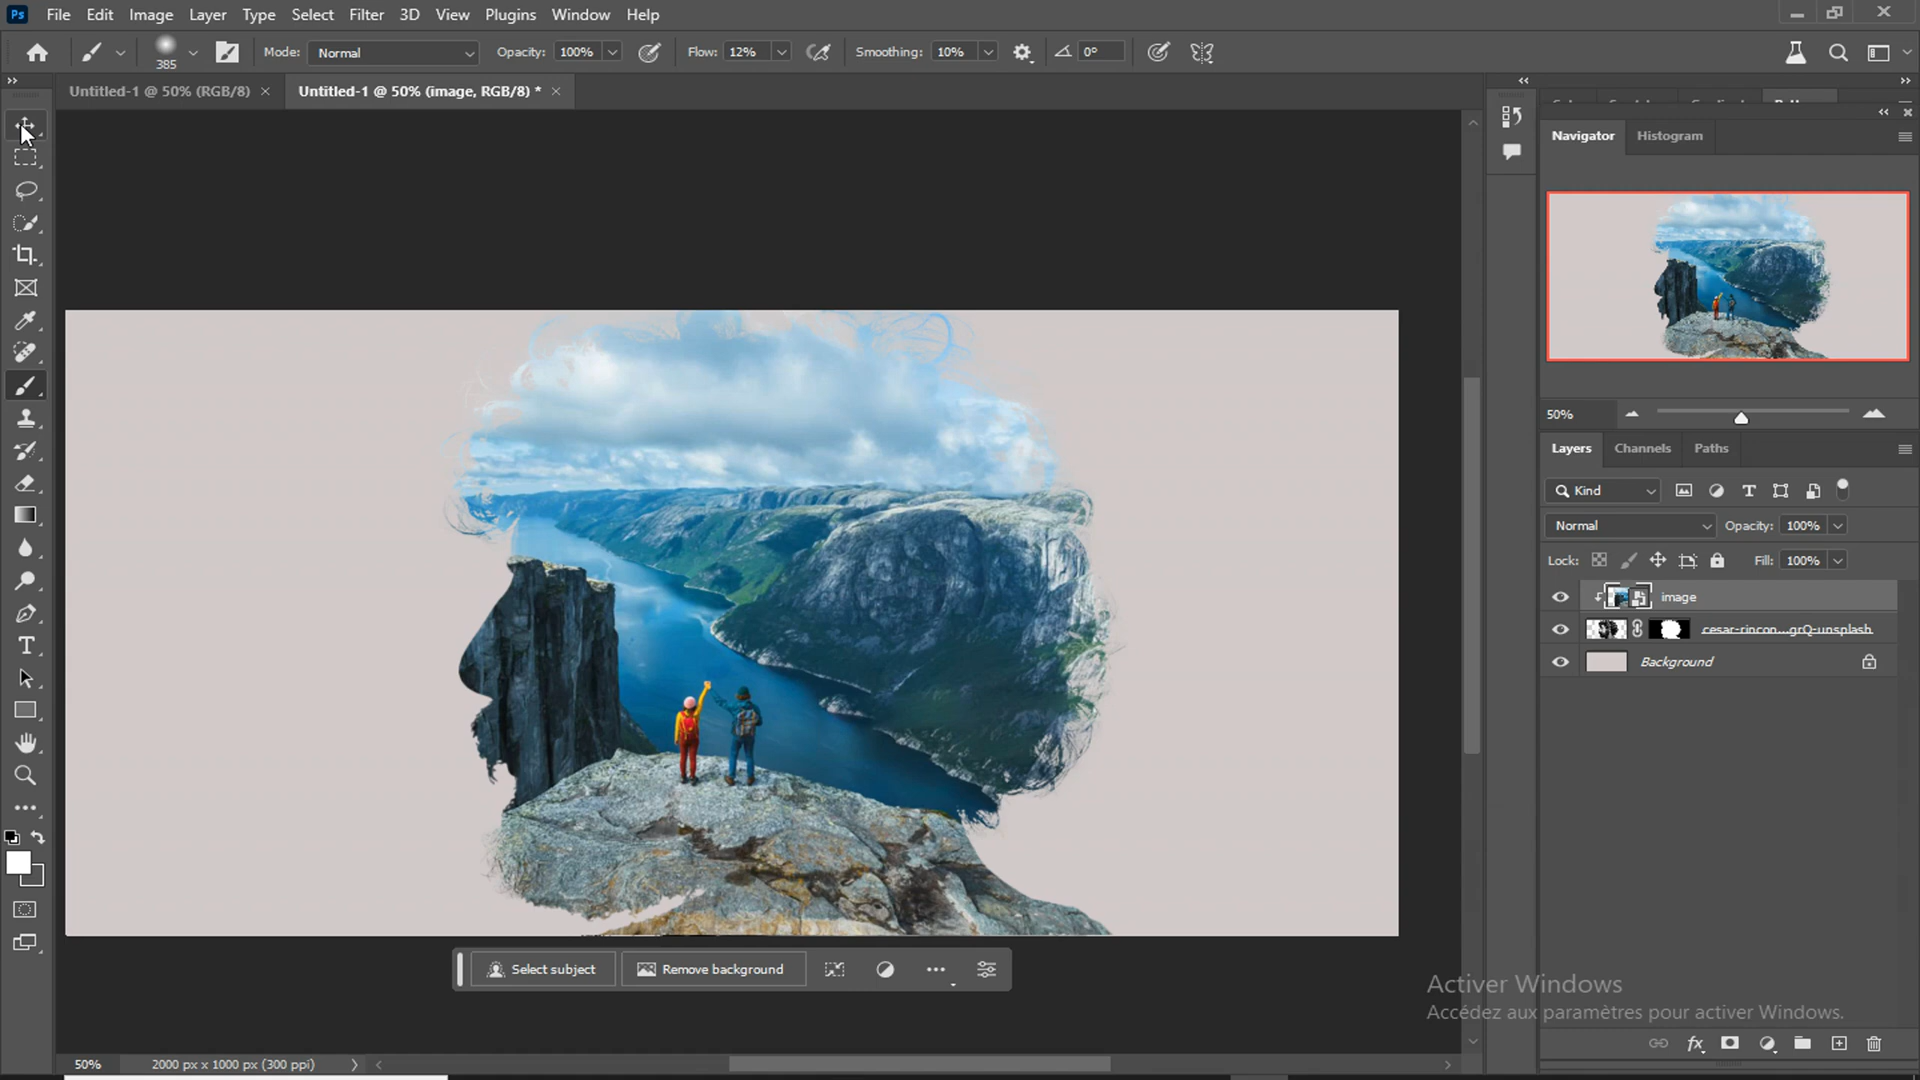 Ps File Edit Image Layer Type Select Filter 3D View Plugins Window Help
385 Mode: Normal Opacity: 100% Flow: 12% Smoothing: 10% 0°
Untitled-1 @ 50% (RGB/8) Untitled-1 @ 50% (image, RGB/8) *
Navigator Histogram
50%
Layers Channels Paths
Kind
Normal Opacity: 100%
Lock: Fill: 100%
image
cesar-rincon...grQ-unsplash
Background
Select subject Remove background
Activer Windows
Accédez aux paramètres pour activer Windows.
50% 2000 px x 1000 px (300 ppi)